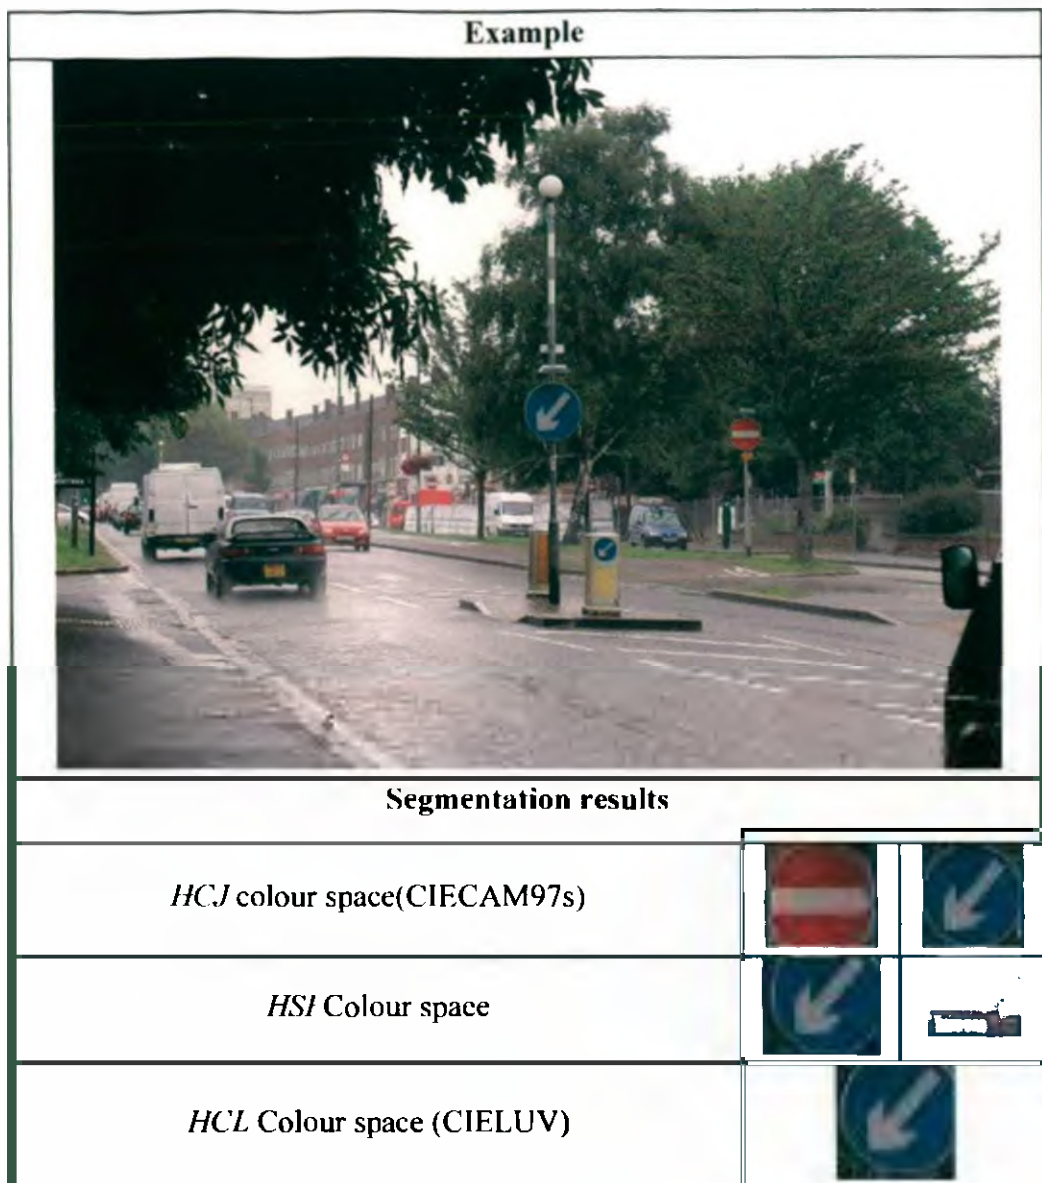 Example
Segmentation results
HCJ colour space(CIECAM97s)
HSI Colour space
HCL Colour space (CIELUV)